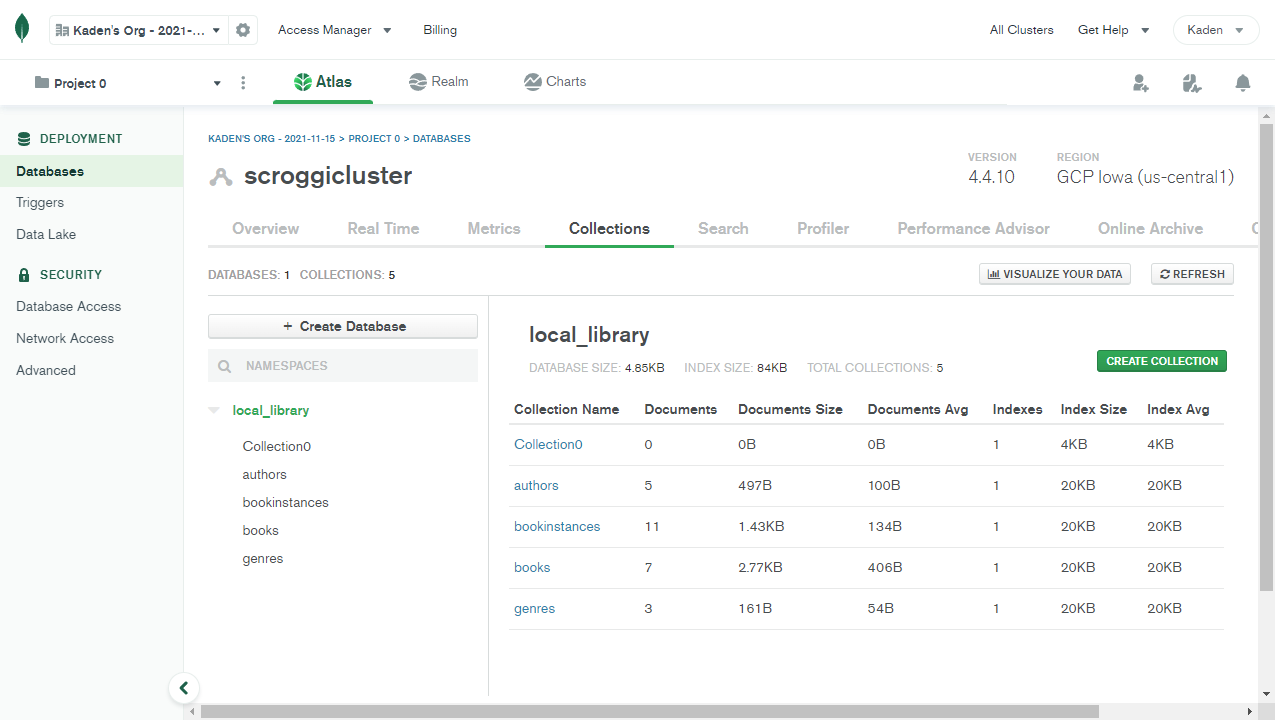 Kaden's Org - 2021-... Access Manager Billing All Clusters Get Help Kaden
Project 0 Atlas Realm Charts
DEPLOYMENT
Databases
Triggers
Data Lake
SECURITY
Database Access
Network Access
Advanced
KADEN'S ORG - 2021-11-15 > PROJECT 0 > DATABASES
scroggicluster
VERSION
4.4.10
REGION
GCP Iowa (us-central1)
Overview Real Time Metrics Collections Search Profiler Performance Advisor Online Archive
DATABASES: 1 COLLECTIONS: 5
VISUALIZE YOUR DATA REFRESH
+ Create Database
NAMESPACES
local_library
Collection0
authors
bookinstances
books
genres
local_library
DATABASE SIZE: 4.85KB INDEX SIZE: 84KB TOTAL COLLECTIONS: 5
CREATE COLLECTION
Collection Name Documents Documents Size Documents Avg Indexes Index Size Index Avg
Collection0 0 0B 0B 1 4KB 4KB
authors 5 497B 100B 1 20KB 20KB
bookinstances 11 1.43KB 134B 1 20KB 20KB
books 7 2.77KB 406B 1 20KB 20KB
genres 3 161B 54B 1 20KB 20KB